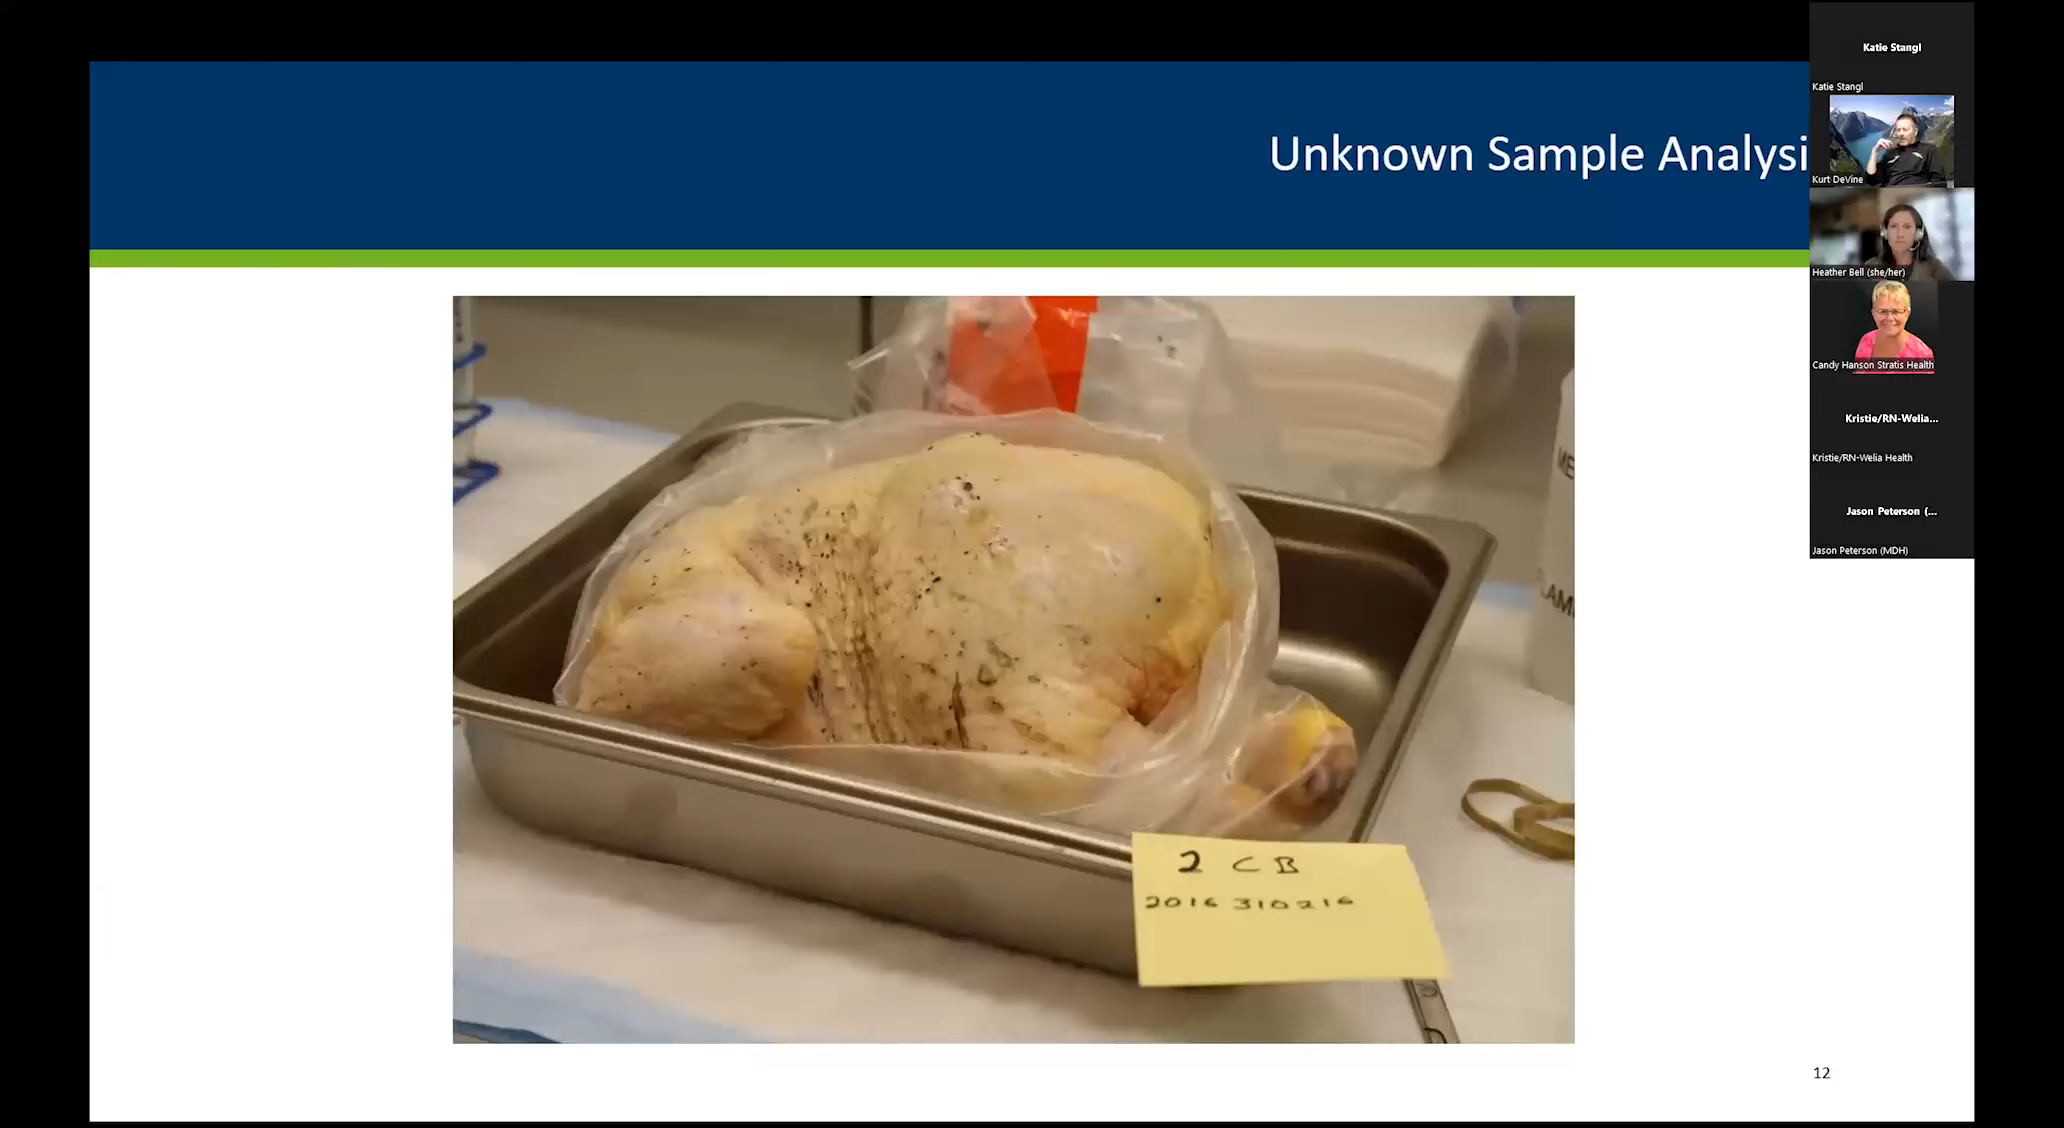 Unknown Sample Analysi
2 C B
2016 310216
12
Katie Stangl
Katie Stangl
Kurt DeVine
Heather Bell (she/her)
Candy Hanson Stratis Health
Kristie/RN-Welia...
Kristie/RN-Welia Health
Jason Peterson (...
Jason Peterson (MDH)